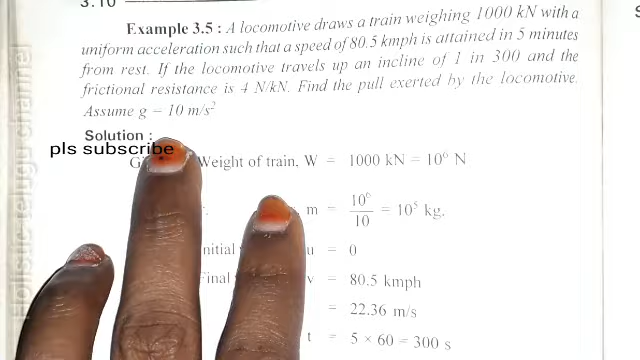 3.10
Example 3.5 : A locomotive draws a train weighing 1000 kN with a
uniform acceleration such that a speed of 80.5 kmph is attained in 5 minutes
from rest. If the locomotive travels up an incline of 1 in 300 and the
frictional resistance is 4 N/kN. Find the pull exerted by the locomotive.
Assume g = 10 m/s²
Solution :
pls subscribe
Weight of train, W = 1000 kN = 10⁶ N
m = 10⁶/10 = 10⁵ kg.
u = 0
Final v = 80.5 kmph
= 22.36 m/s
t = 5 × 60 = 300 s
Holistic telugu channel